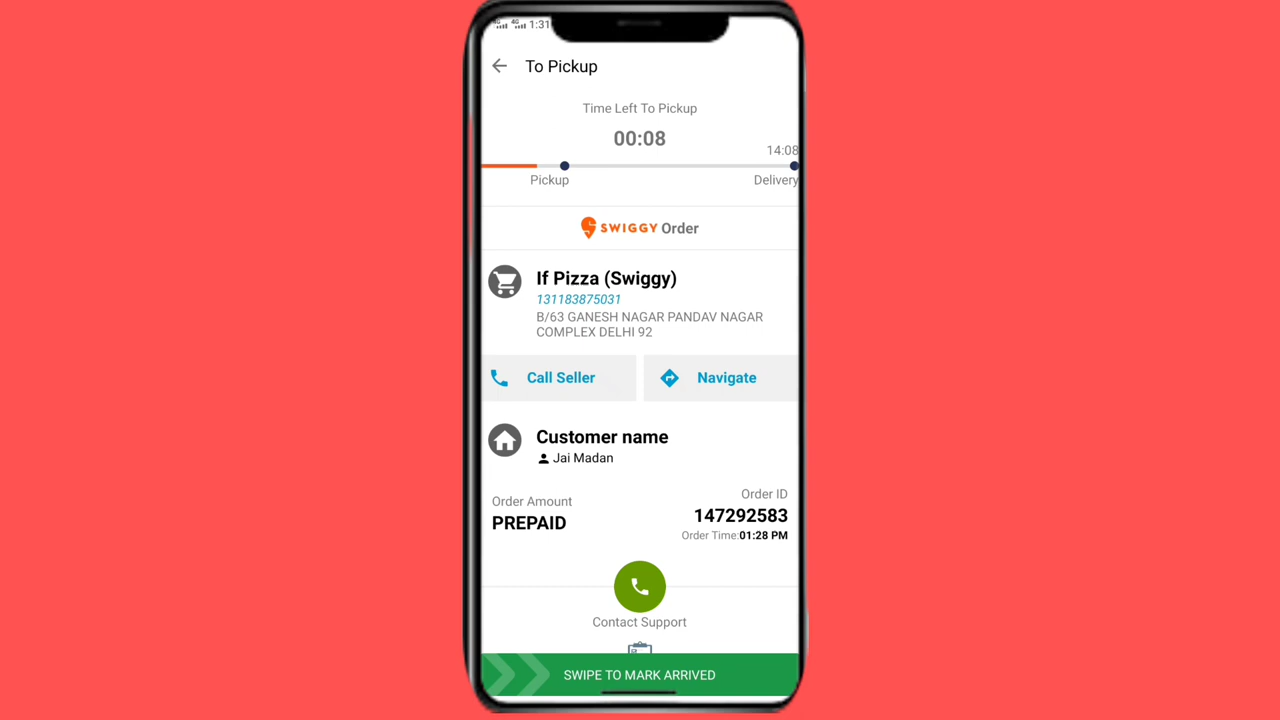 4G 4G 1:31
To Pickup
Time Left To Pickup
00:08
14:08
Pickup
Delivery
SWIGGY Order
If Pizza (Swiggy)
131183875031
B/63 GANESH NAGAR PANDAV NAGAR
COMPLEX DELHI 92
Call Seller
Navigate
Customer name
Jai Madan
Order Amount
PREPAID
Order ID
147292583
Order Time:01:28 PM
Contact Support
SWIPE TO MARK ARRIVED